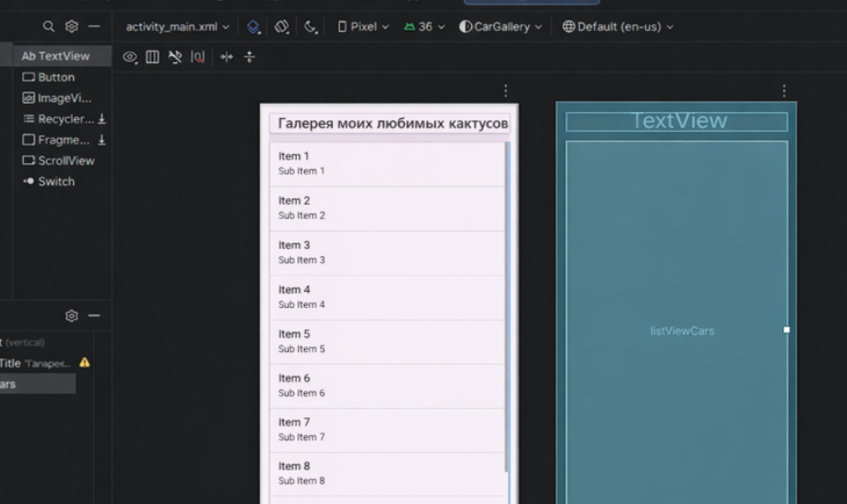 activity_main.xml
Pixel
36
CarGallery
Default (en-us)
Ab TextView
Button
ImageVi...
Recycler...
Fragme...
ScrollView
Switch
(vertical)
Title "Галарек...
ars
Галерея моих любимых кактусов
Item 1
Sub Item 1
Item 2
Sub Item 2
Item 3
Sub Item 3
Item 4
Sub Item 4
Item 5
Sub Item 5
Item 6
Sub Item 6
Item 7
Sub Item 7
Item 8
Sub Item 8
TextView
listViewCars